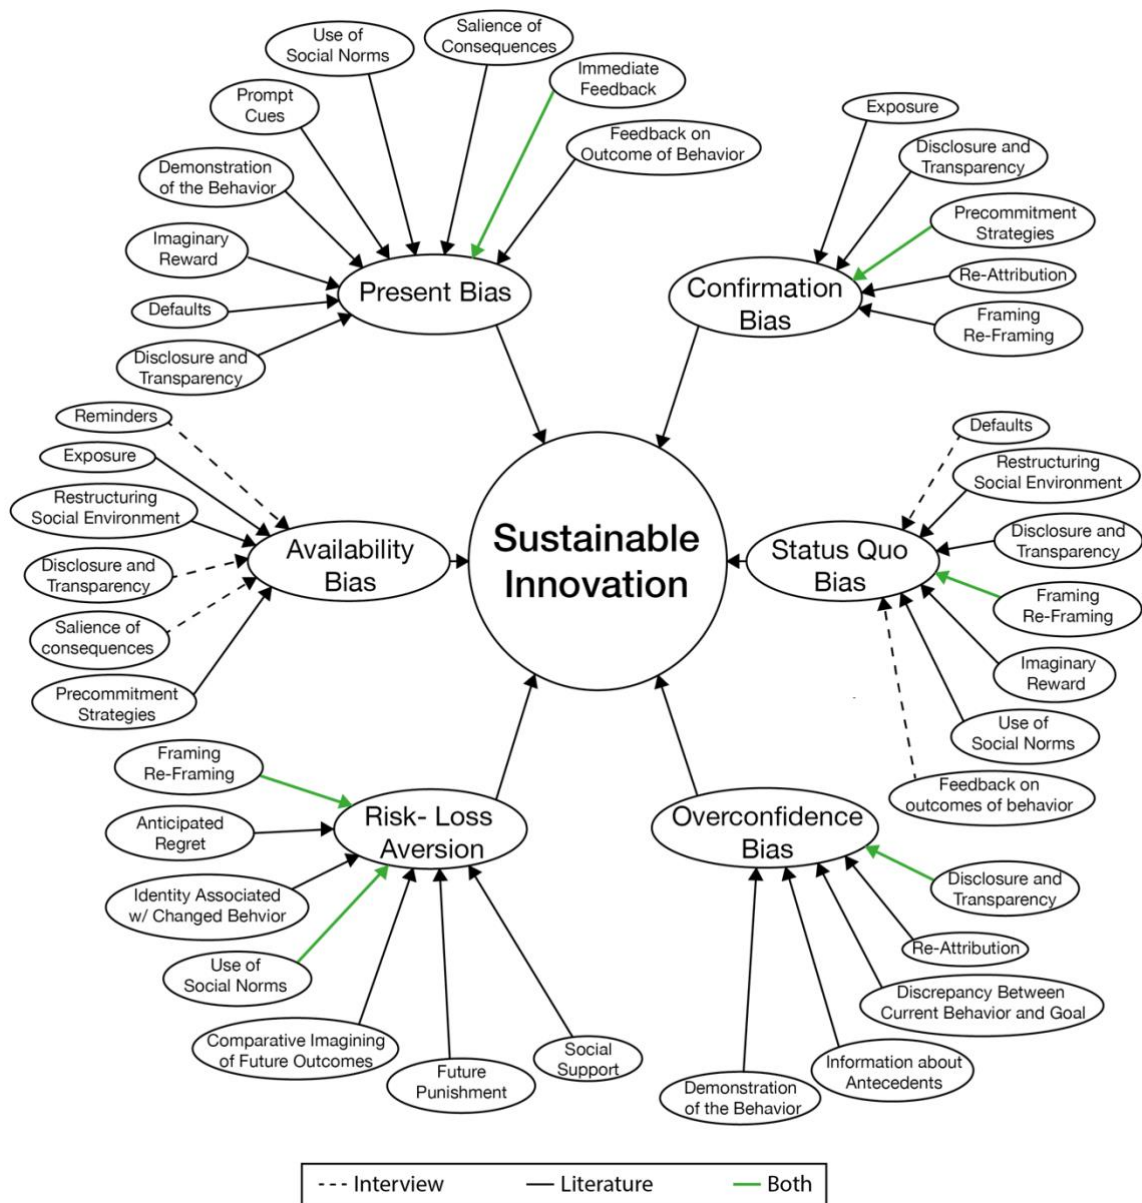 Salience of
Consequences
Use of
Social Norms
Immediate
Feedback
Prompt
Cues
Feedback on
Outcome of Behavior
Demonstration
of the Behavior
Imaginary
Reward
Defaults
Disclosure and
Transparency
Present Bias
Exposure
Disclosure and
Transparency
Precommitment
Strategies
Re-Attribution
Framing
Re-Framing
Confirmation
Bias
Reminders
Exposure
Restructuring
Social Environment
Disclosure and
Transparency
Salience of
consequences
Precommitment
Strategies
Availability
Bias
Sustainable
Innovation
Status Quo
Bias
Defaults
Restructuring
Social Environment
Disclosure and
Transparency
Framing
Re-Framing
Imaginary
Reward
Use of
Social Norms
Feedback on
outcomes of behavior
Framing
Re-Framing
Anticipated
Regret
Identity Associated
w/ Changed Behvior
Use of
Social Norms
Comparative Imagining
of Future Outcomes
Future
Punishment
Social
Support
Risk- Loss
Aversion
Overconfidence
Bias
Disclosure and
Transparency
Re-Attribution
Discrepancy Between
Current Behavior and Goal
Information about
Antecedents
Demonstration
of the Behavior
Interview
Literature
Both